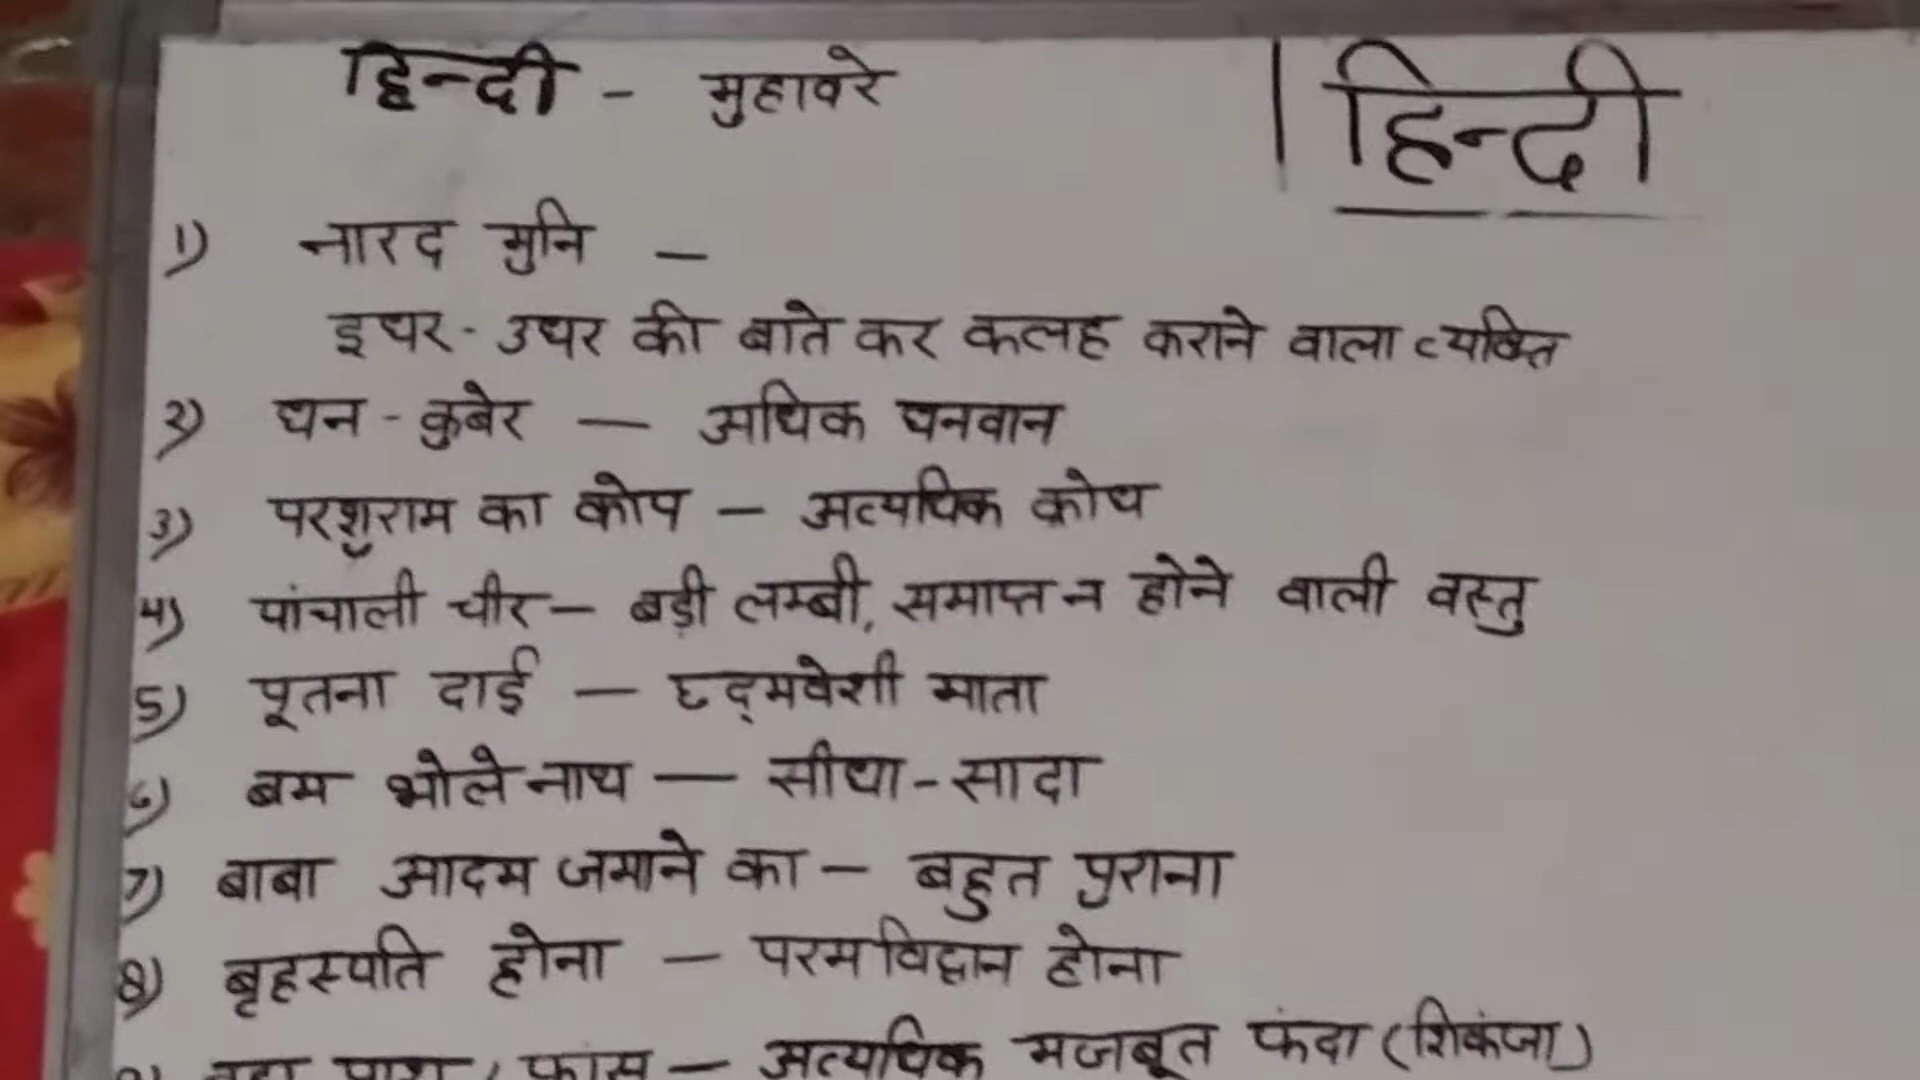 हिन्दी - मुहावरे
हिन्दी
1) नारद मुनि –
इधर-उधर की बाते कर कलह कराने वाला व्यक्ति
2) धन-कुबेर — अधिक धनवान
3) परशुराम का कोप – अत्यधिक क्रोध
4) पांचाली चीर – बड़ी लम्बी, समाप्त न होने वाली वस्तु
5) पूतना दाई — छद्मवेशी माता
6) बम भोलेनाथ — सीधा-सादा
7) बाबा आदम जमाने का – बहुत पुराना
8) बृहस्पति होना – परम विद्वान होना
– अत्यधिक मजबूत फंदा (शिकंजा)